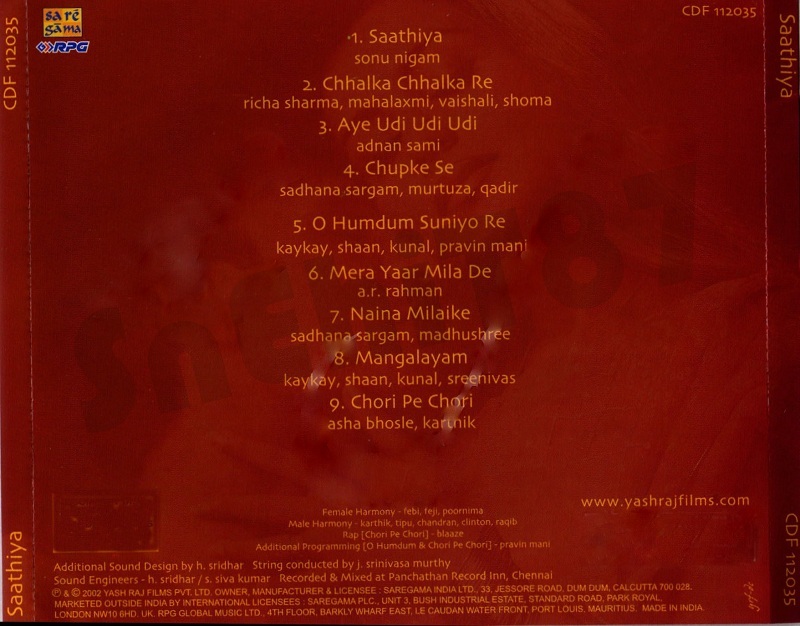 sa rē
gāma
RPG
CDF 112035
CDF 112035
Saathiya
1. Saathiya
sonu nigam
2. Chhalka Chhalka Re
richa sharma, mahalaxmi, vaishali, shoma
3. Aye Udi Udi Udi
adnan sami
4. Chupke Se
sadhana sargam, murtuza, qadir
5. O Humdum Suniyo Re
kaykay, shaan, kunal, pravin mani
6. Mera Yaar Mila De
a.r. rahman
7. Naina Milaike
sadhana sargam, madhushree
8. Mangalayam
kaykay, shaan, kunal, sreenivas
9. Chori Pe Chori
asha bhosle, karthik
www.yashrajfilms.com
Female Harmony - febi, feji, poornima
Male Harmony - karthik, tipu, chandran, clinton, raqib
Rap [Chori Pe Chori] - blaaze
Additional Programming [O Humdum & Chori Pe Chori] - pravin mani
Additional Sound Design by h. sridhar String conducted by j. srinivasa murthy
Sound Engineers - h. sridhar / s. siva kumar Recorded & Mixed at Panchathan Record Inn, Chennai
℗ & © 2002 YASH RAJ FILMS PVT. LTD. OWNER, MANUFACTURER & LICENSEE : SAREGAMA INDIA LTD., 33, JESSORE ROAD, DUM DUM, CALCUTTA 700 028.
MARKETED OUTSIDE INDIA BY INTERNATIONAL LICENSEES : SAREGAMA PLC., UNIT 3, BUSH INDUSTRIAL ESTATE, STANDARD ROAD, PARK ROYAL,
LONDON NW10 6HD. UK. RPG GLOBAL MUSIC LTD., 4TH FLOOR, BARKLY WHARF EAST, LE CAUDAN WATER FRONT, PORT LOUIS, MAURITIUS. MADE IN INDIA.
Saathiya
CDF 112035